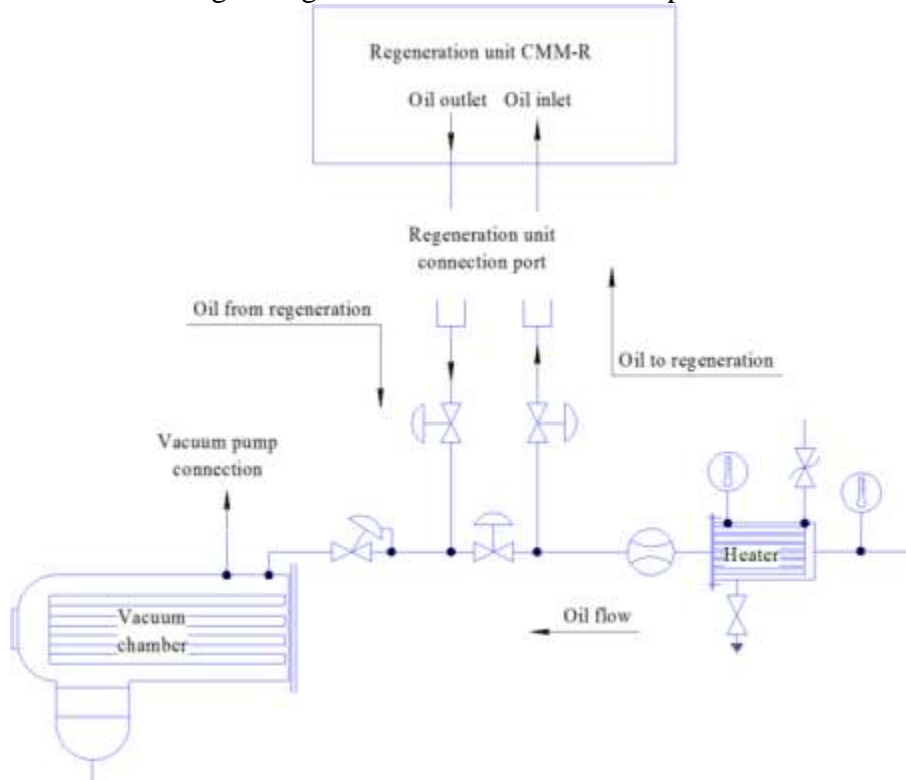 Regeneration unit CMM-R
Oil outlet Oil inlet
Regeneration unit
connection port
Oil from regeneration
Oil to regeneration
Vacuum pump
connection
Heater
Oil flow
Vacuum
chamber